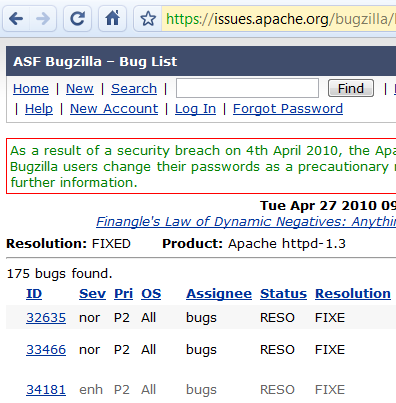 https://issues.apache.org/bugzilla/
ASF Bugzilla – Bug List
Home | New | Search | Find |
| Help | New Account | Log In | Forgot Password
As a result of a security breach on 4th April 2010, the Apa
Bugzilla users change their passwords as a precautionary
further information.
Tue Apr 27 2010 09
Finangle's Law of Dynamic Negatives: Anythin
Resolution: FIXED Product: Apache httpd-1.3
175 bugs found.
ID Sev Pri OS Assignee Status Resolution
32635 nor P2 All bugs RESO FIXE
33466 nor P2 All bugs RESO FIXE
34181 enh P2 All bugs RESO FIXE